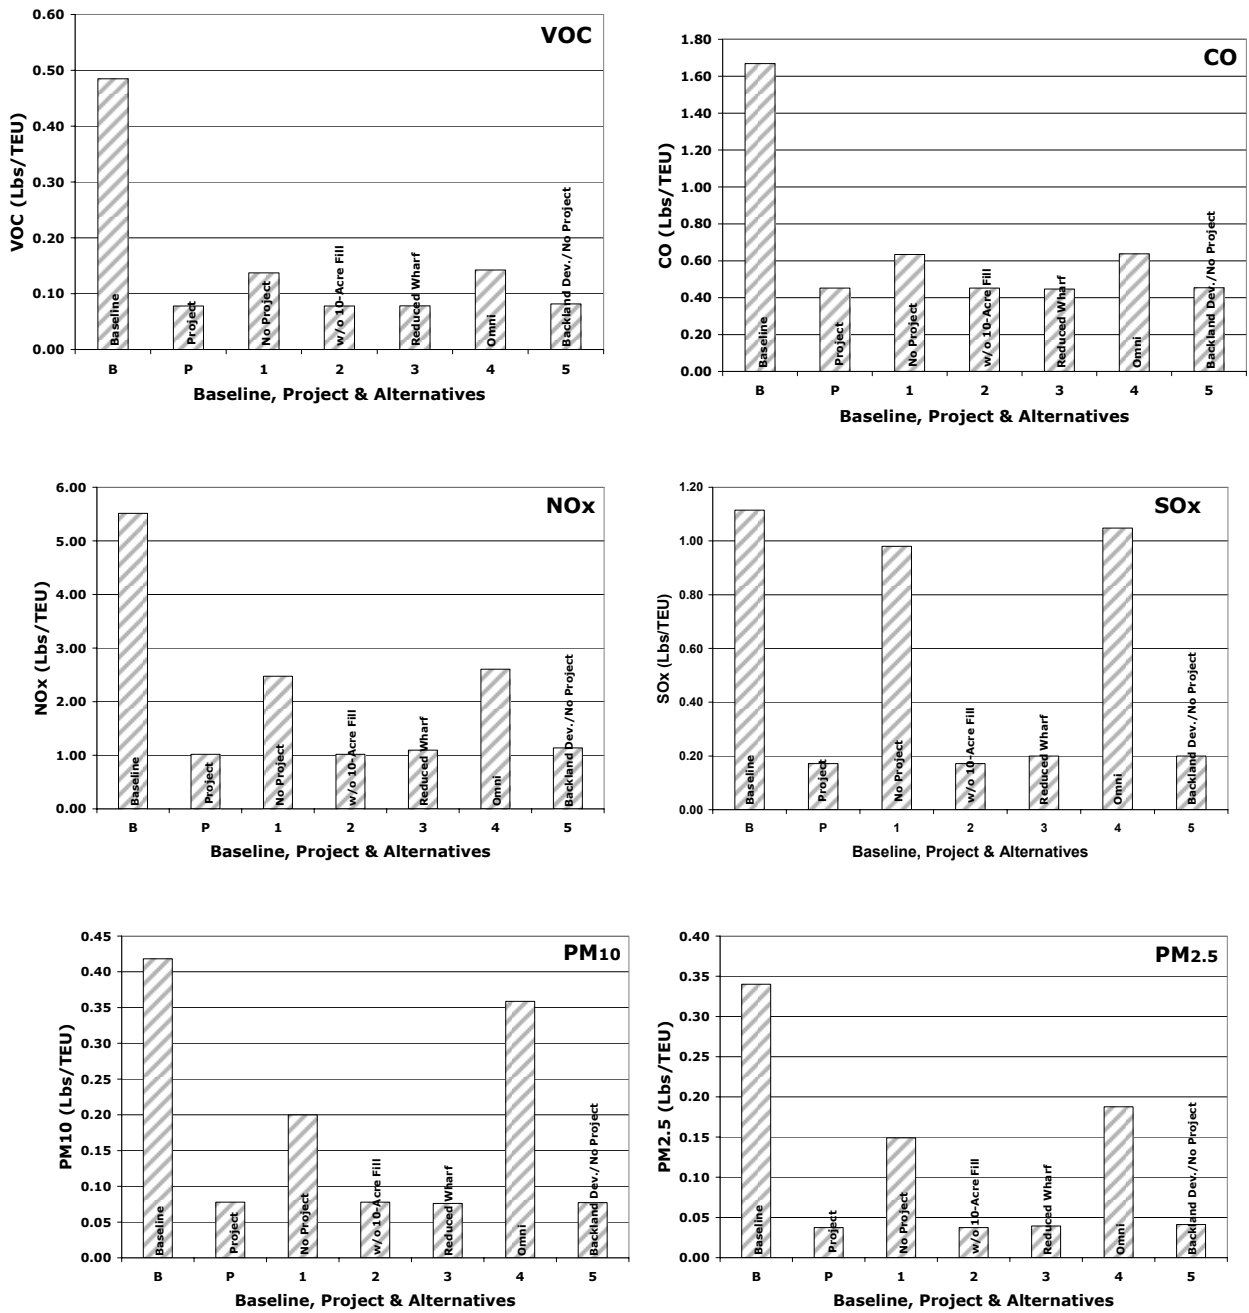 VOC
VOC (Lbs/TEU)
0.60
0.50
0.40
0.30
0.20
0.10
0.00
Baseline
Project
No Project
w/o 10-Acre Fill
Reduced Wharf
Omni
Backland Dev./No Project
B P 1 2 3 4 5
Baseline, Project & Alternatives
CO
CO (Lbs/TEU)
1.80
1.60
1.40
1.20
1.00
0.80
0.60
0.40
0.20
0.00
Baseline
Project
No Project
w/o 10-Acre Fill
Reduced Wharf
Omni
Backland Dev./No Project
B P 1 2 3 4 5
Baseline, Project & Alternatives
NOx
NOx (Lbs/TEU)
6.00
5.00
4.00
3.00
2.00
1.00
0.00
Baseline
Project
No Project
w/o 10-Acre Fill
Reduced Wharf
Omni
Backland Dev./No Project
B P 1 2 3 4 5
Baseline, Project & Alternatives
SOx
SOx (Lbs/TEU)
1.20
1.00
0.80
0.60
0.40
0.20
0.00
Baseline
Project
No Project
w/o 10-Acre Fill
Reduced Wharf
Omni
Backland Dev./No Project
B P 1 2 3 4 5
Baseline, Project & Alternatives
PM10
PM10 (Lbs/TEU)
0.45
0.40
0.35
0.30
0.25
0.20
0.15
0.10
0.05
0.00
Baseline
Project
No Project
w/o 10-Acre Fill
Reduced Wharf
Omni
Backland Dev./No Project
B P 1 2 3 4 5
Baseline, Project & Alternatives
PM2.5
PM2.5 (Lbs/TEU)
0.40
0.35
0.30
0.25
0.20
0.15
0.10
0.05
0.00
Baseline
Project
No Project
w/o 10-Acre Fill
Reduced Wharf
Omni
Backland Dev./No Project
B P 1 2 3 4 5
Baseline, Project & Alternatives